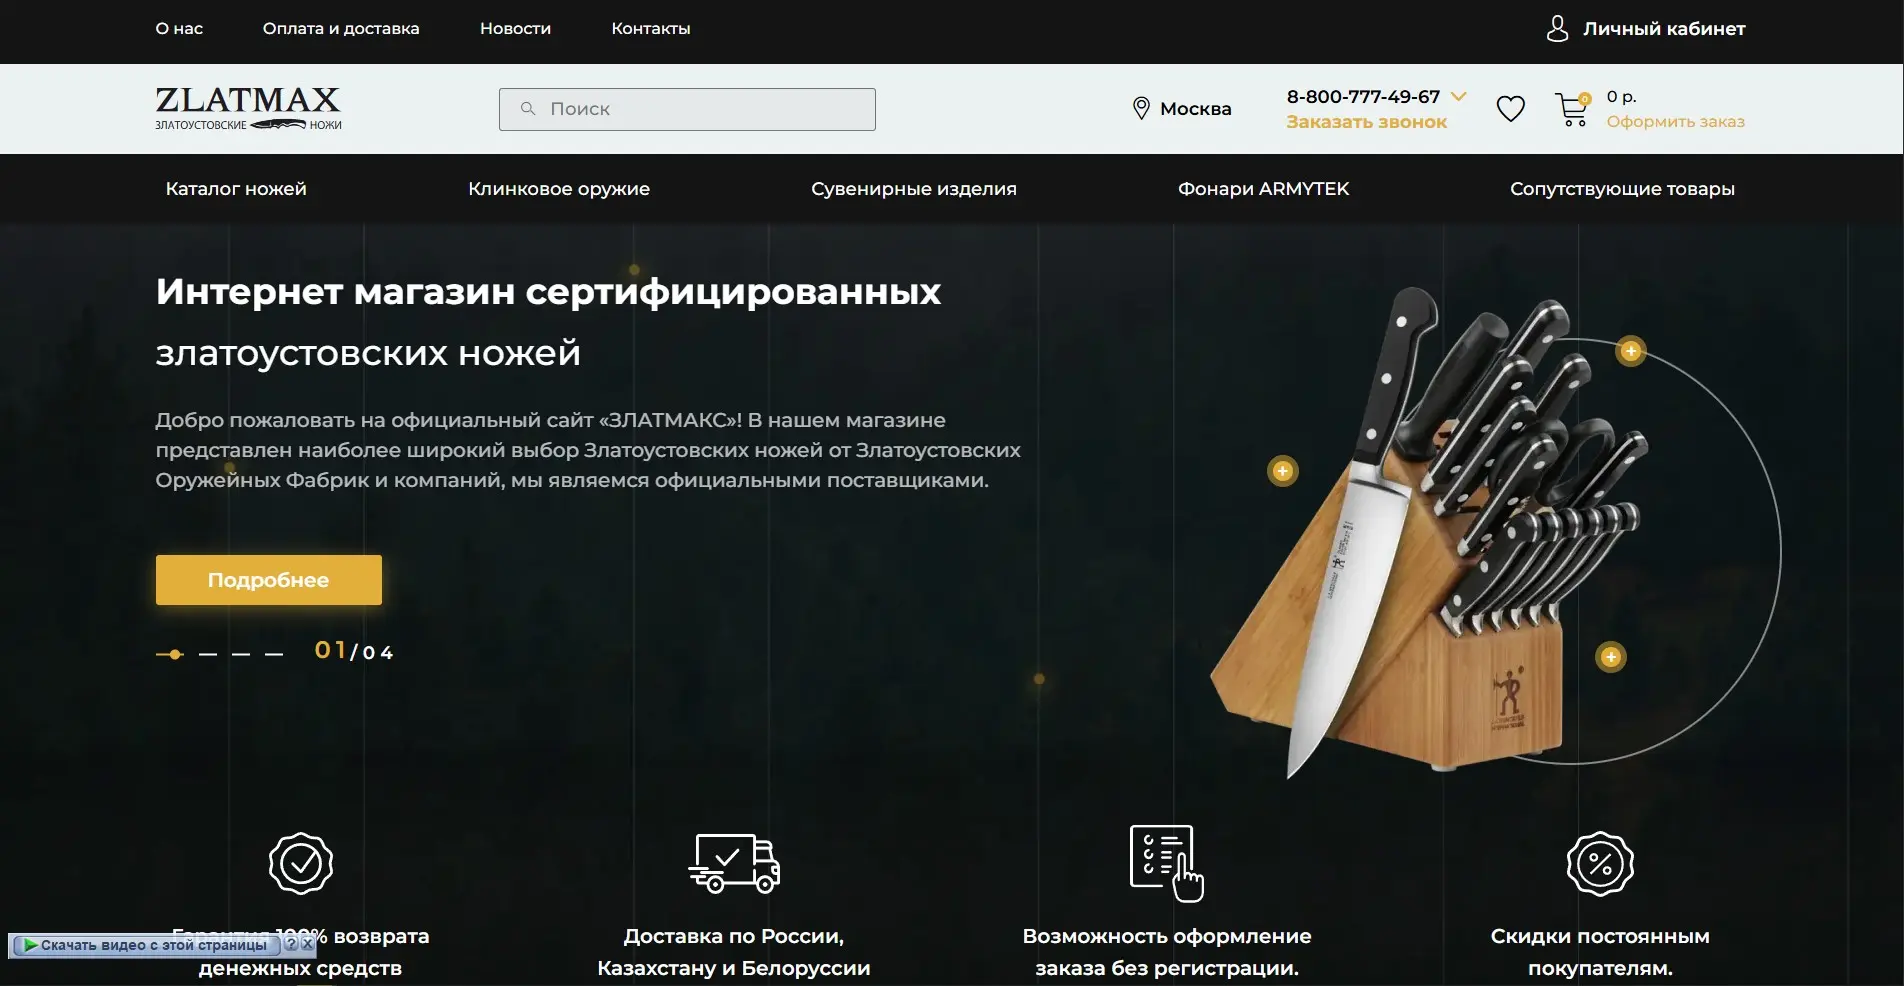 О нас
Оплата и доставка
Новости
Контакты
Личный кабинет
ZLATMAX
ЗЛАТОУСТОВСКИЕ НОЖИ
Поиск
Москва
8-800-777-49-67
Заказать звонок
0
0 р.
Оформить заказ
Каталог ножей
Клинковое оружие
Сувенирные изделия
Фонари ARMYTEK
Сопутствующие товары
Интернет магазин сертифицированных
златоустовских ножей
Добро пожаловать на официальный сайт «ЗЛАТМАКС»! В нашем магазине
представлен наиболее широкий выбор Златоустовских ножей от Златоустовских
Оружейных Фабрик и компаний, мы являемся официальными поставщиками.
Подробнее
01/04
Гарантия 100% возврата
денежных средств
Доставка по России,
Казахстану и Белоруссии
Возможность оформление
заказа без регистрации.
Скидки постоянным
покупателям.
Скачать видео с этой страницы ? X